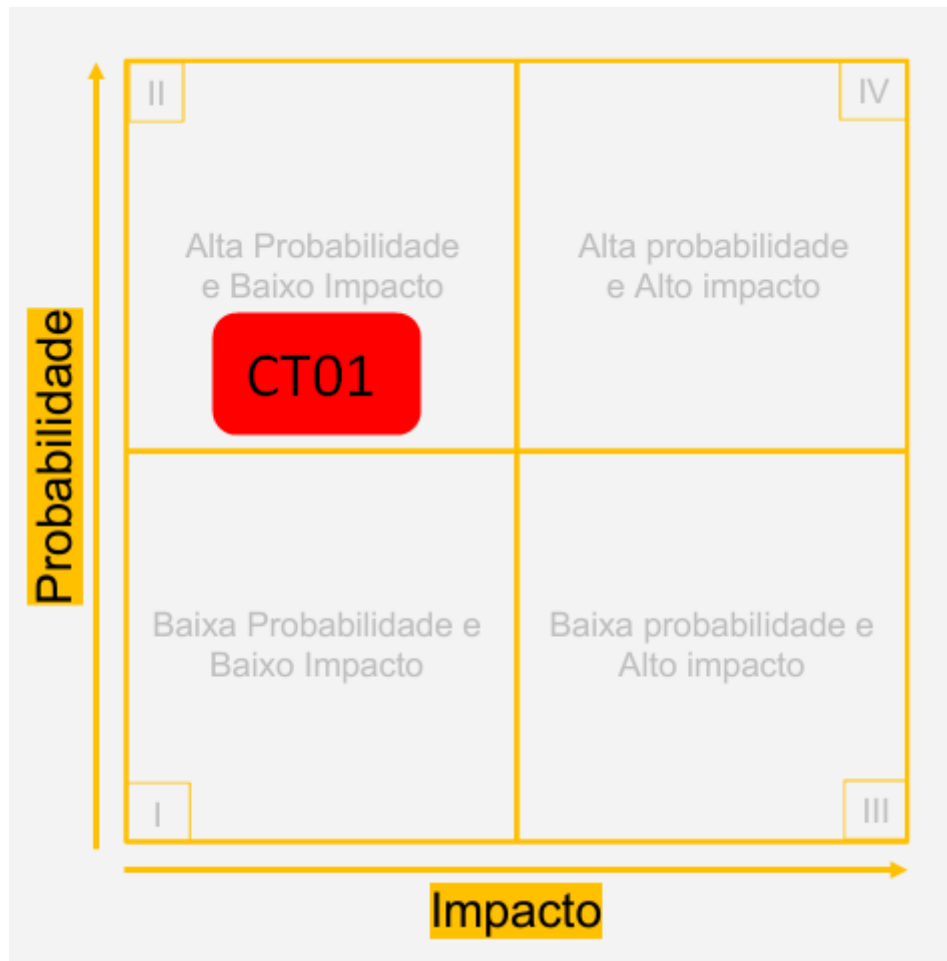 II
IV
Alta Probabilidade
e Baixo Impacto
Alta probabilidade
e Alto impacto
CT01
Probabilidade
Baixa Probabilidade e
Baixo Impacto
Baixa probabilidade e
Alto impacto
I
III
Impacto